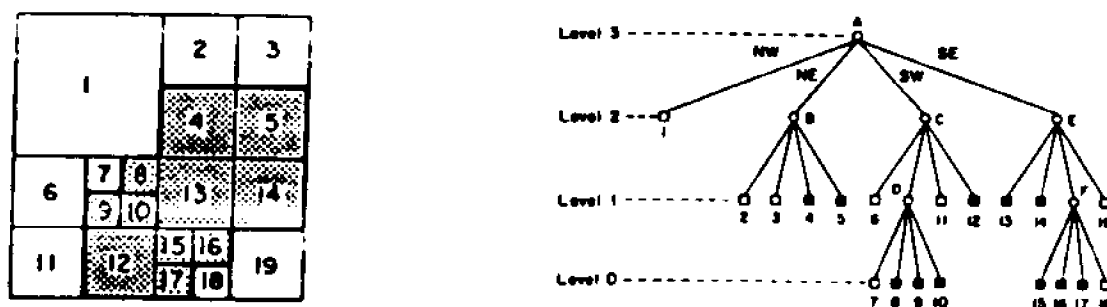 2 3
1
4 5
7 8
6 13 14
9 10
15 16
11 12 19
17 18
Level 3
A
NW NE SW SE
Level 2
1 B C E
Level 1
D F
2 3 4 5 6 11 12 13 14 19
Level 0
7 8 9 10 15 16 17 18